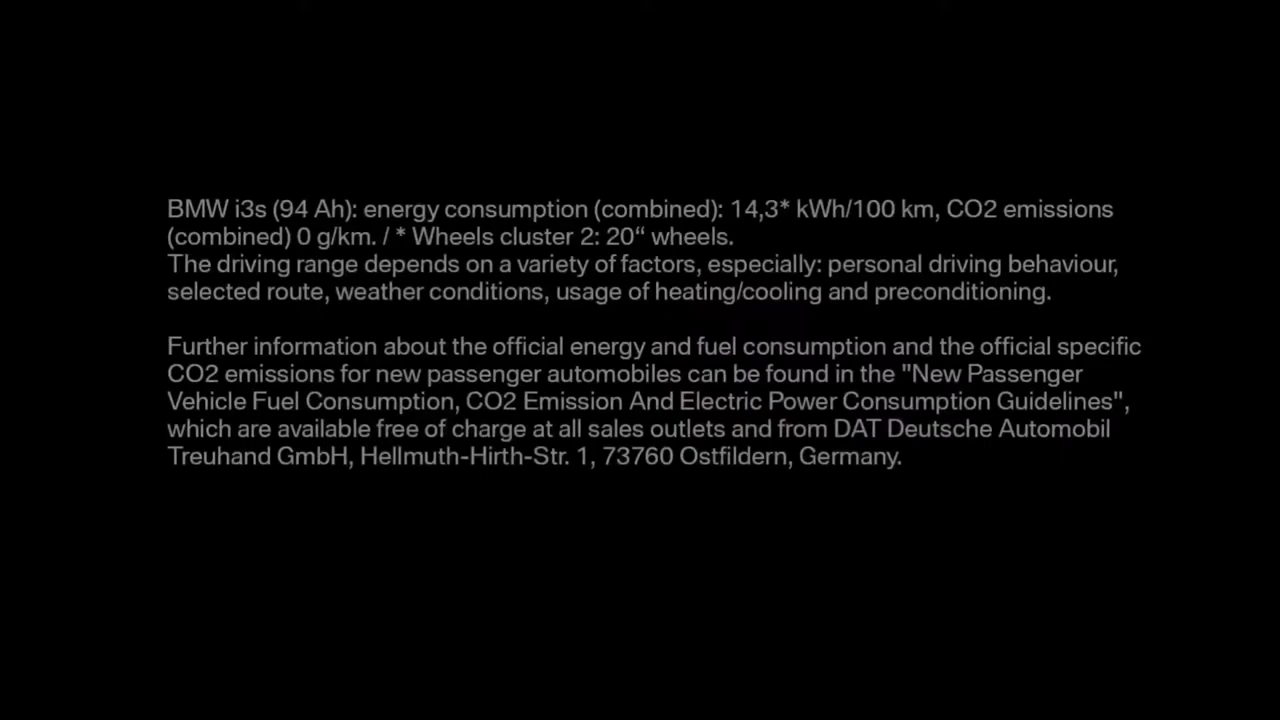 BMW i3s (94 Ah): energy consumption (combined): 14,3* kWh/100 km, CO2 emissions
(combined) 0 g/km. / * Wheels cluster 2: 20“ wheels.
The driving range depends on a variety of factors, especially: personal driving behaviour,
selected route, weather conditions, usage of heating/cooling and preconditioning.
Further information about the official energy and fuel consumption and the official specific
CO2 emissions for new passenger automobiles can be found in the "New Passenger
Vehicle Fuel Consumption, CO2 Emission And Electric Power Consumption Guidelines",
which are available free of charge at all sales outlets and from DAT Deutsche Automobil
Treuhand GmbH, Hellmuth-Hirth-Str. 1, 73760 Ostfildern, Germany.